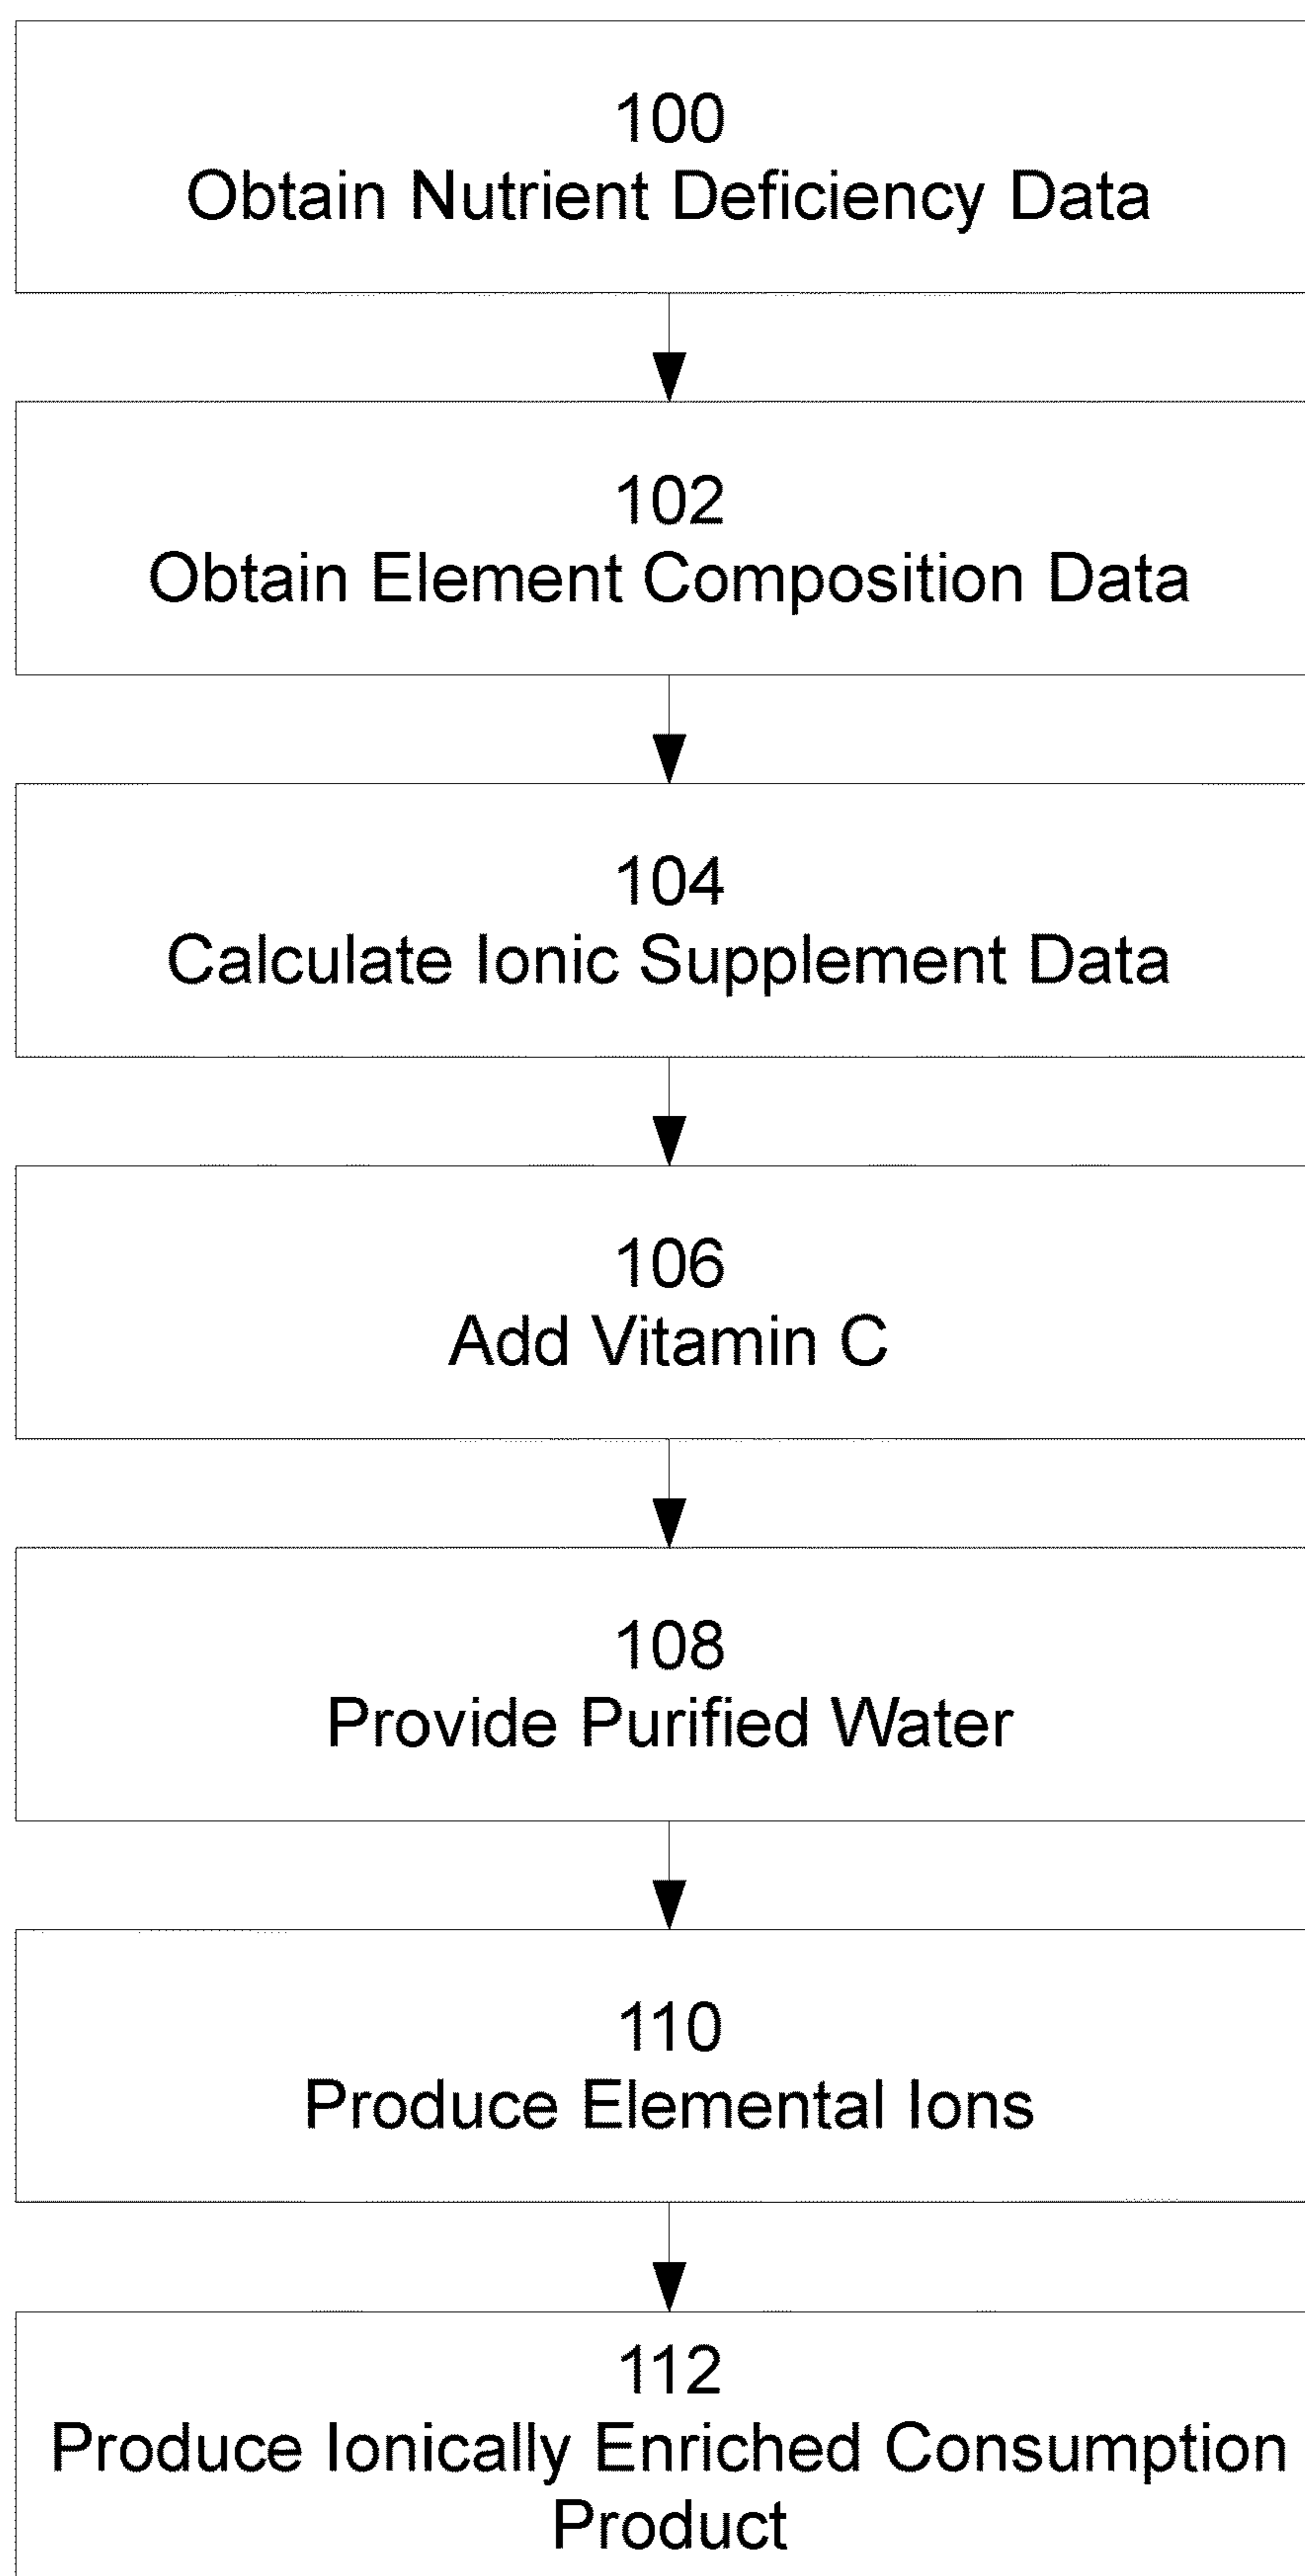 100
Obtain Nutrient Deficiency Data
102
Obtain Element Composition Data
104
Calculate Ionic Supplement Data
106
Add Vitamin C
108
Provide Purified Water
110
Produce Elemental Ions
112
Produce Ionically Enriched Consumption
Product